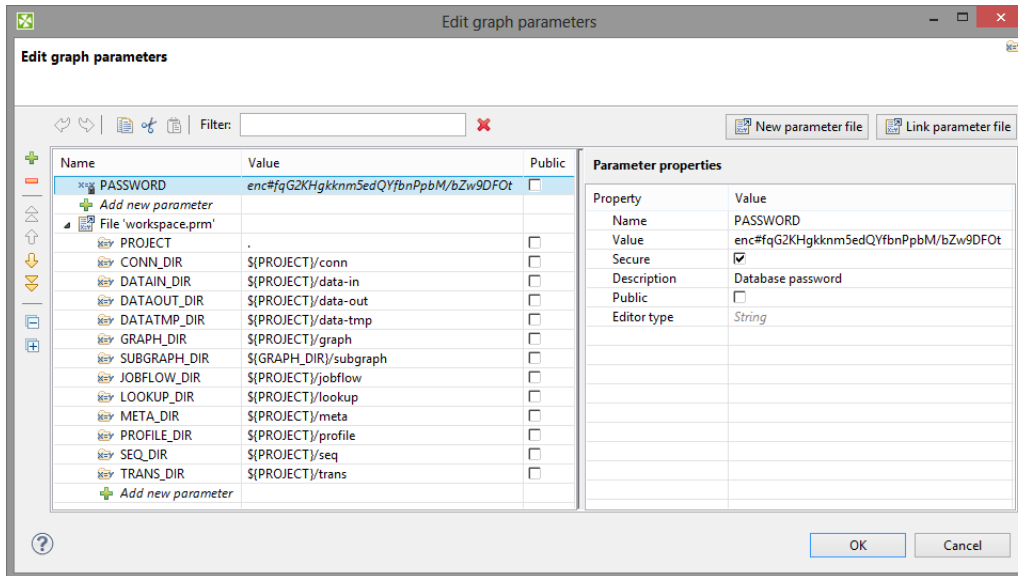 Edit graph parameters
Edit graph parameters
Filter:
New parameter file
Link parameter file
Name Value Public
PASSWORD enc#fqG2KHgkknm5edQYfbnPpbM/bZw9DFOt
Add new parameter
File 'workspace.prm'
PROJECT .
CONN_DIR ${PROJECT}/conn
DATAIN_DIR ${PROJECT}/data-in
DATAOUT_DIR ${PROJECT}/data-out
DATATMP_DIR ${PROJECT}/data-tmp
GRAPH_DIR ${PROJECT}/graph
SUBGRAPH_DIR ${GRAPH_DIR}/subgraph
JOBFLOW_DIR ${PROJECT}/jobflow
LOOKUP_DIR ${PROJECT}/lookup
META_DIR ${PROJECT}/meta
PROFILE_DIR ${PROJECT}/profile
SEQ_DIR ${PROJECT}/seq
TRANS_DIR ${PROJECT}/trans
Add new parameter
Parameter properties
Property Value
Name PASSWORD
Value enc#fqG2KHgkknm5edQYfbnPpbM/bZw9DFOt
Secure
Description Database password
Public
Editor type String
OK
Cancel